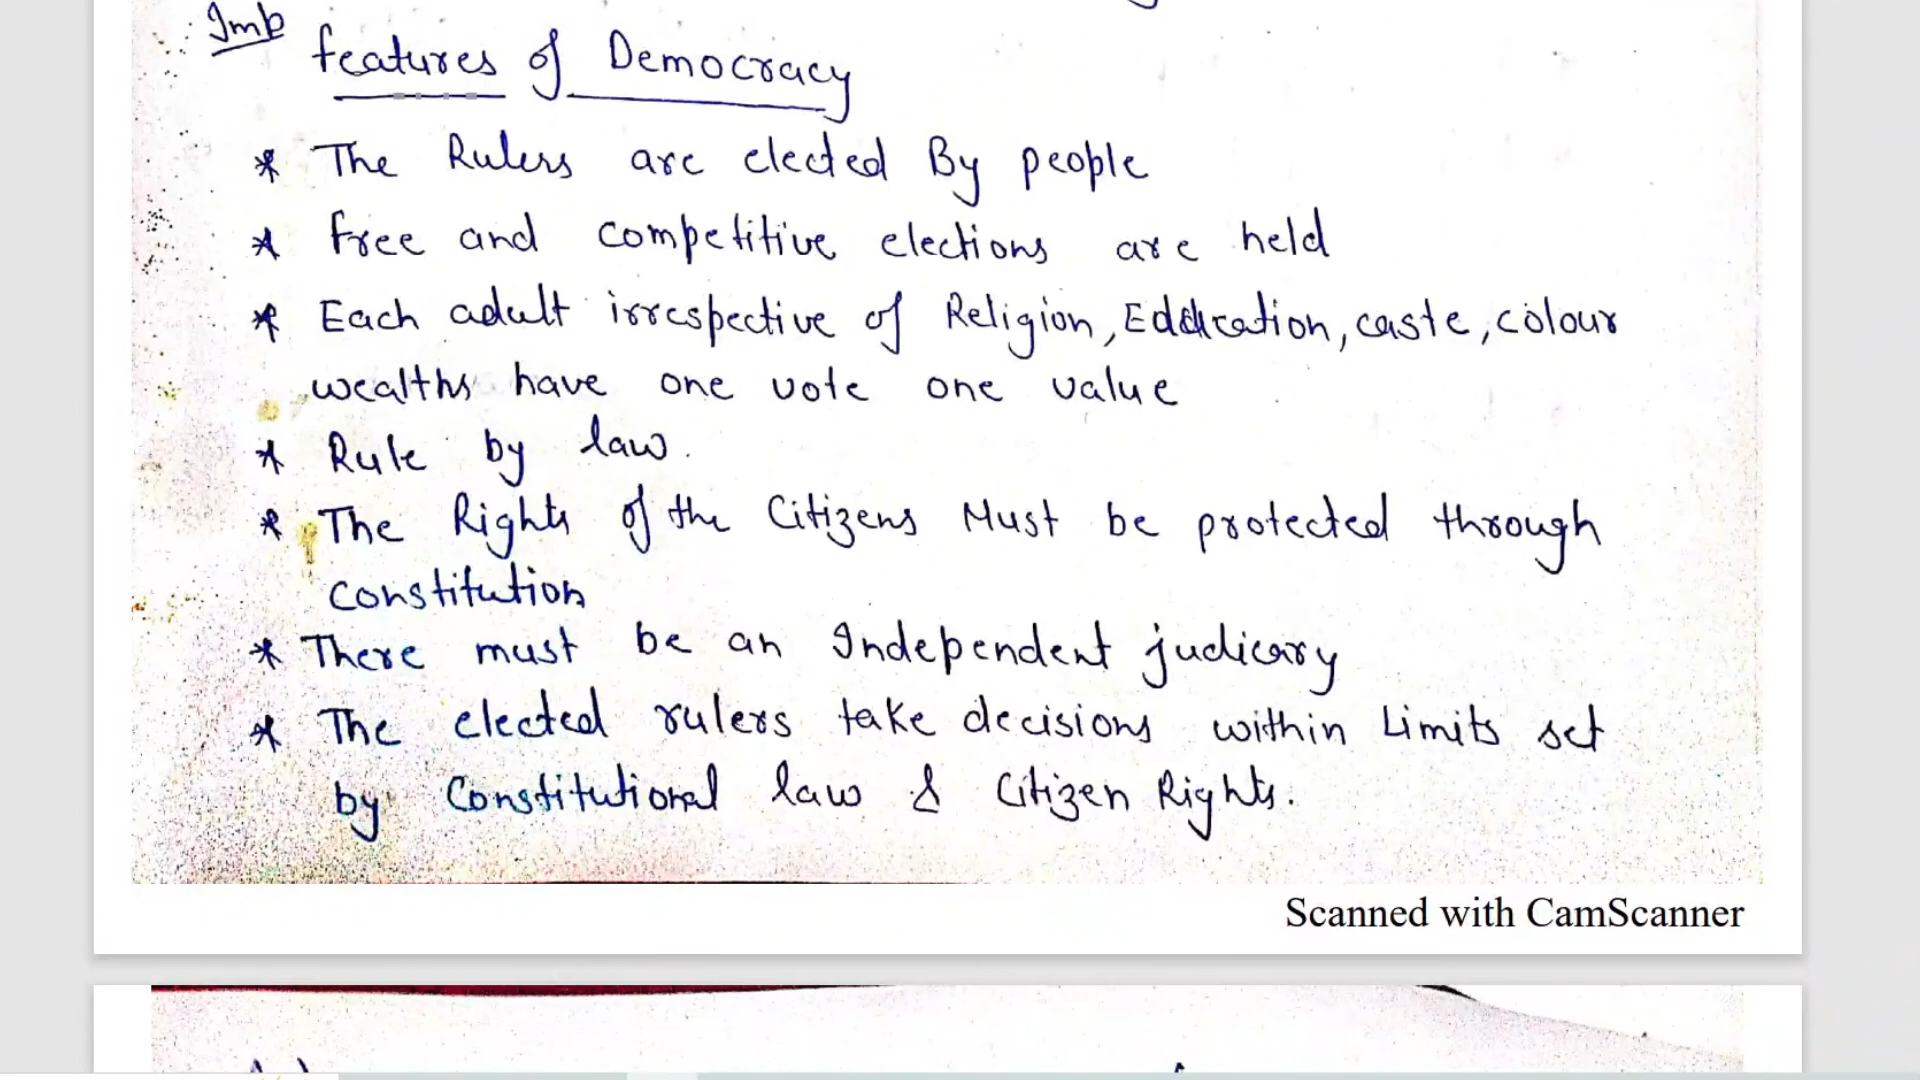 Imp
features of Democracy
* The Rulers are elected By people
* free and competitive elections are held
* Each adult irrespective of Religion, Education, caste, colour
wealths have one vote one value
* Rule by law.
* The Rights of the Citizens Must be protected through
constitution
* There must be an Independent judicary
* The elected rulers take decisions within Limits set
by Constitutional law & Citizen Rights.
Scanned with CamScanner